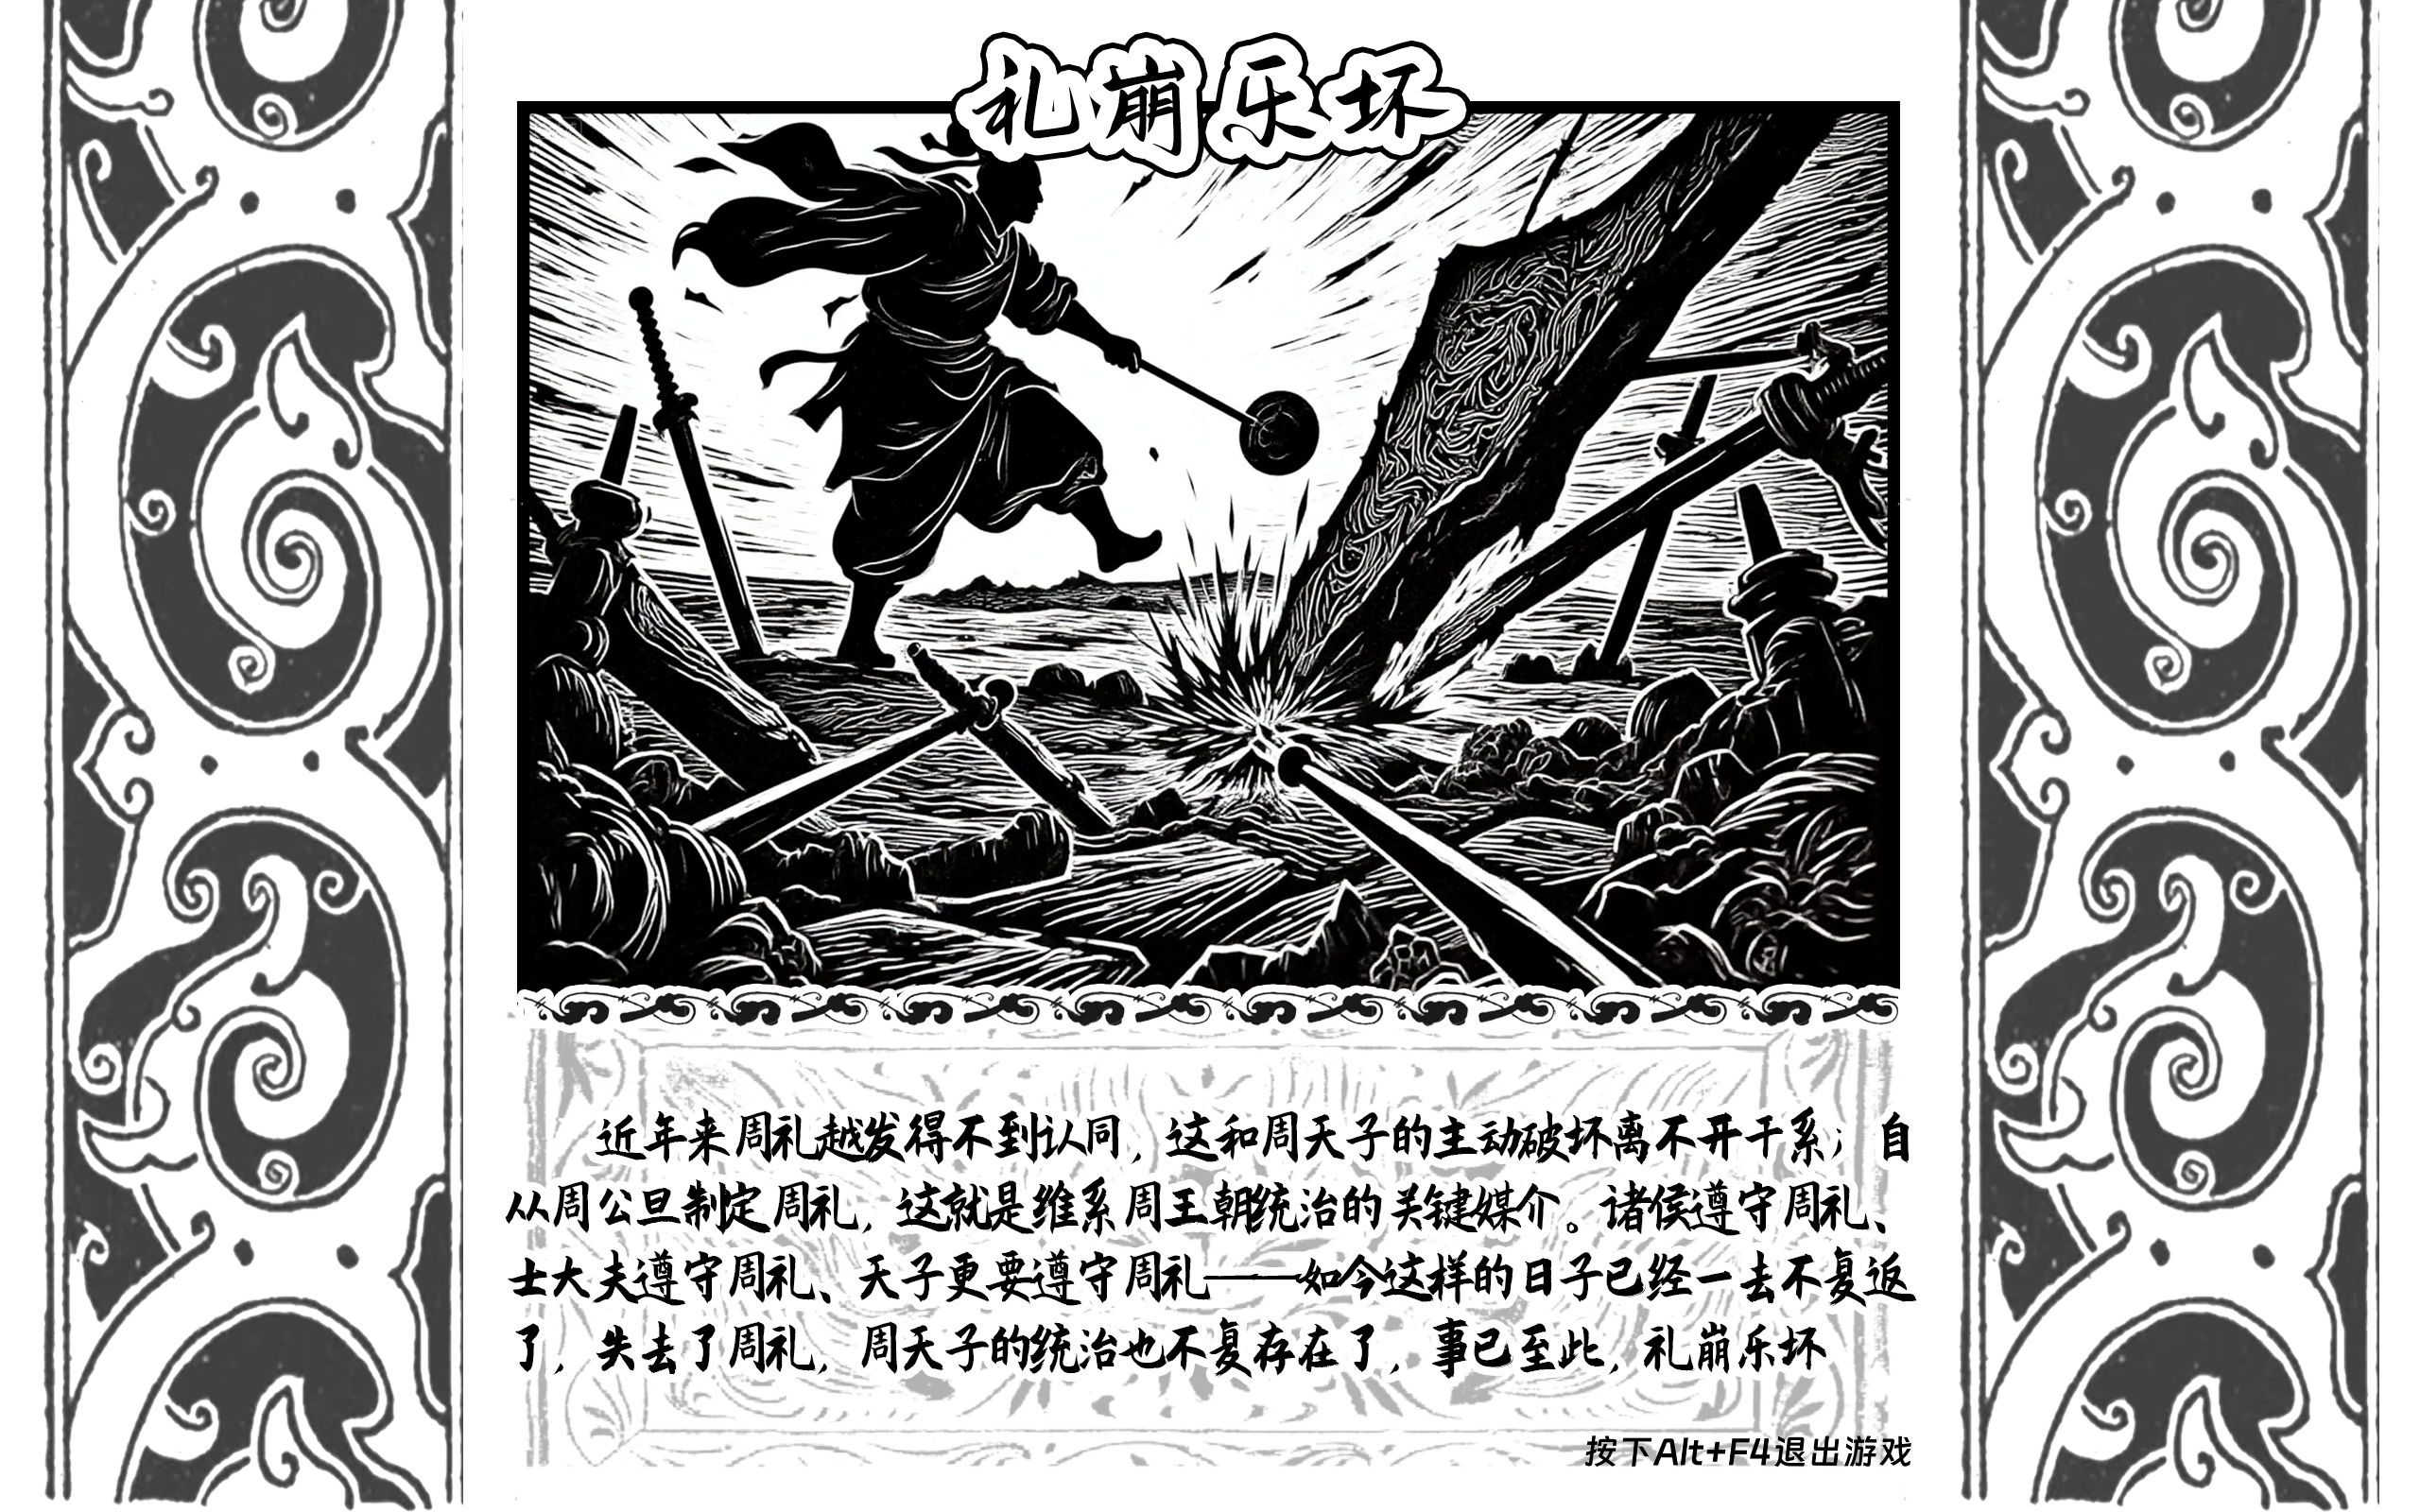 礼崩乐坏
近年来周礼越发得不到认同，这和周天子的主动破坏离不开干系；自
从周公旦制定周礼，这就是维系周王朝统治的关键媒介。诸侯遵守周礼、
士大夫遵守周礼、天子更要遵守周礼——如今这样的日子已经一去不复返
了，失去了周礼，周天子的统治也不复存在了，事已至此，礼崩乐坏
按下Alt+F4退出游戏